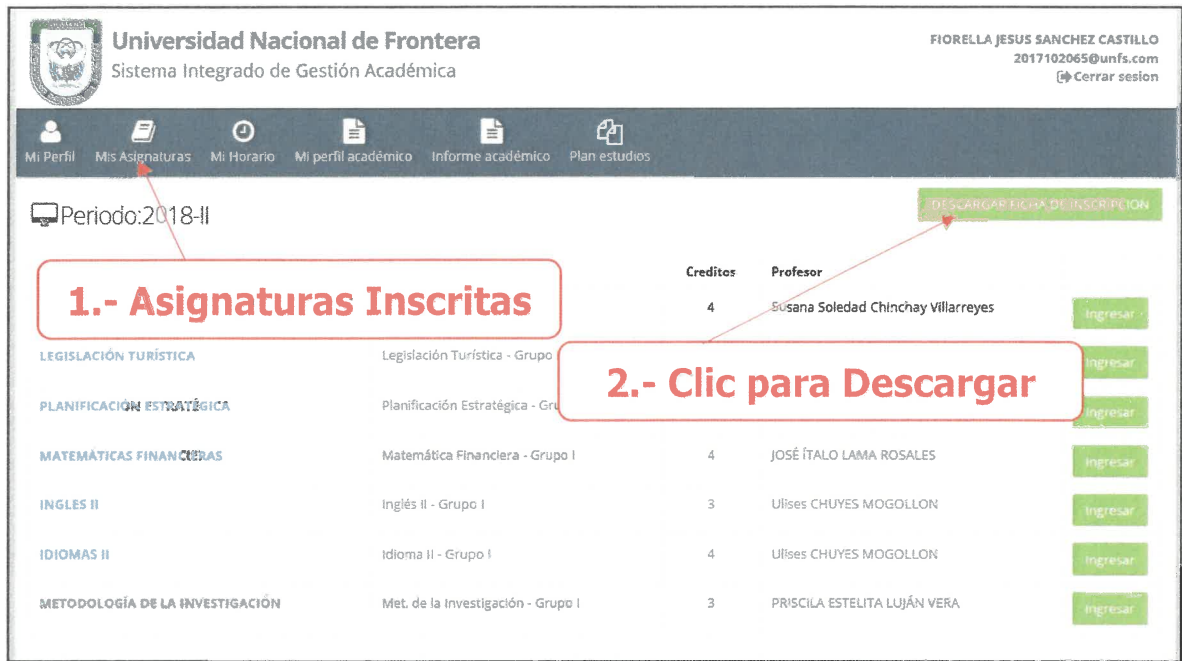 Universidad Nacional de Frontera
Sistema Integrado de Gestión Académica
FIORELLA JESUS SANCHEZ CASTILLO
2017102065@unfs.com
Cerrar sesion
Mi Perfil Mis Asignaturas Mi Horario Mi perfil académico Informe académico Plan estudios
Periodo:2018-II
DESCARGAR FICHA DE INSCRIPCION
Creditos Profesor
1.- Asignaturas Inscritas
4 Susana Soledad Chinchay Villarreyes Ingresar
LEGISLACIÓN TURÍSTICA Legislación Turística - Grupo Ingresar
2.- Clic para Descargar
PLANIFICACIÓN ESTRATÉGICA Planificación Estratégica - Gru Ingresar
MATEMÁTICAS FINANCIERAS Matemática Financiera - Grupo I 4 JOSÉ ÍTALO LAMA ROSALES Ingresar
INGLES II Inglés II - Grupo I 3 Ulises CHUYES MOGOLLON Ingresar
IDIOMAS II Idioma II - Grupo I 4 Ulises CHUYES MOGOLLON Ingresar
METODOLOGÍA DE LA INVESTIGACIÓN Met. de la Investigación - Grupo I 3 PRISCILA ESTELITA LUJÁN VERA Ingresar